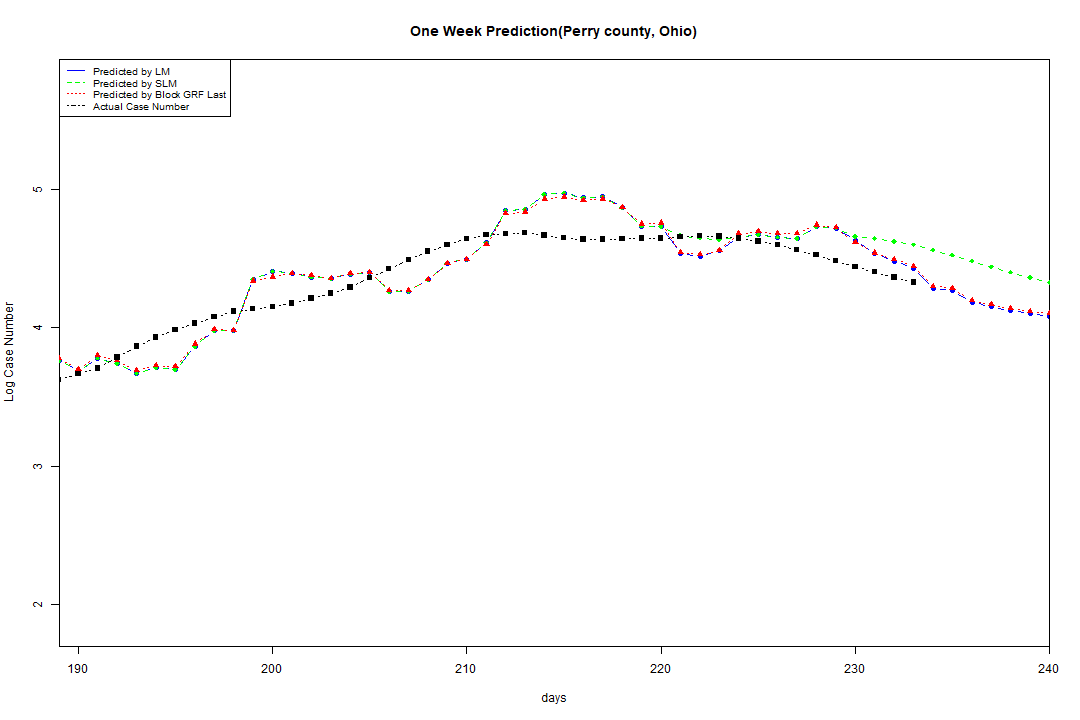 One Week Prediction(Perry county, Ohio)
Predicted by LM
Predicted by SLM
Predicted by Block GRF Last
Actual Case Number
5
4
3
2
Log Case Number
190 200 210 220 230 240
days